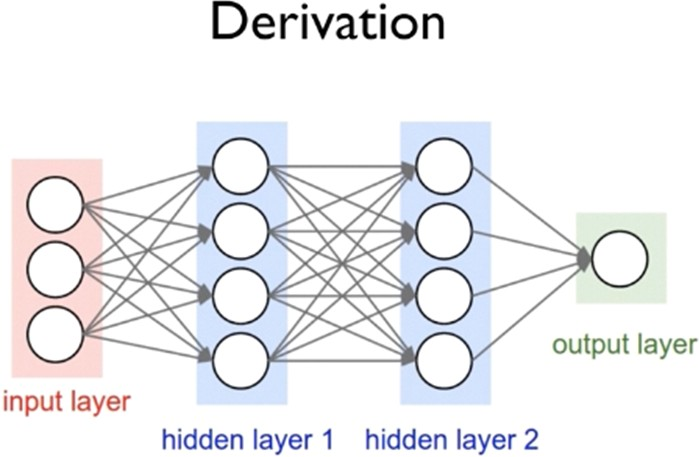 Derivation
output layer
input layer
hidden layer 1
hidden layer 2